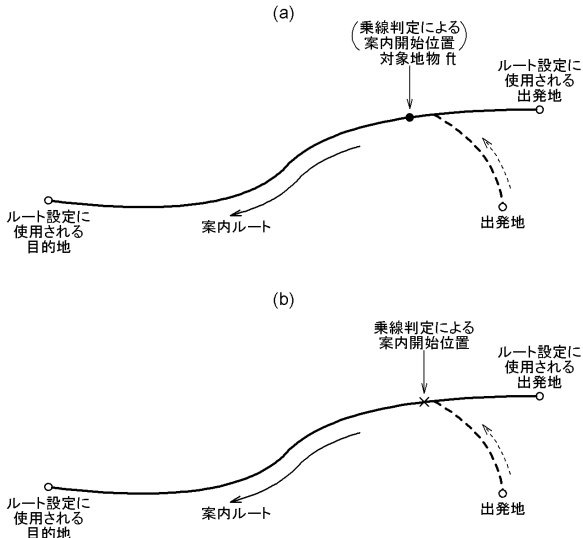 (a)
(乗線判定による
案内開始位置)
対象地物 ft
ルート設定に
使用される
出発地
ルート設定に
使用される
目的地
案内ルート
出発地
(b)
乗線判定による
案内開始位置
ルート設定に
使用される
出発地
ルート設定に
使用される
目的地
案内ルート
出発地